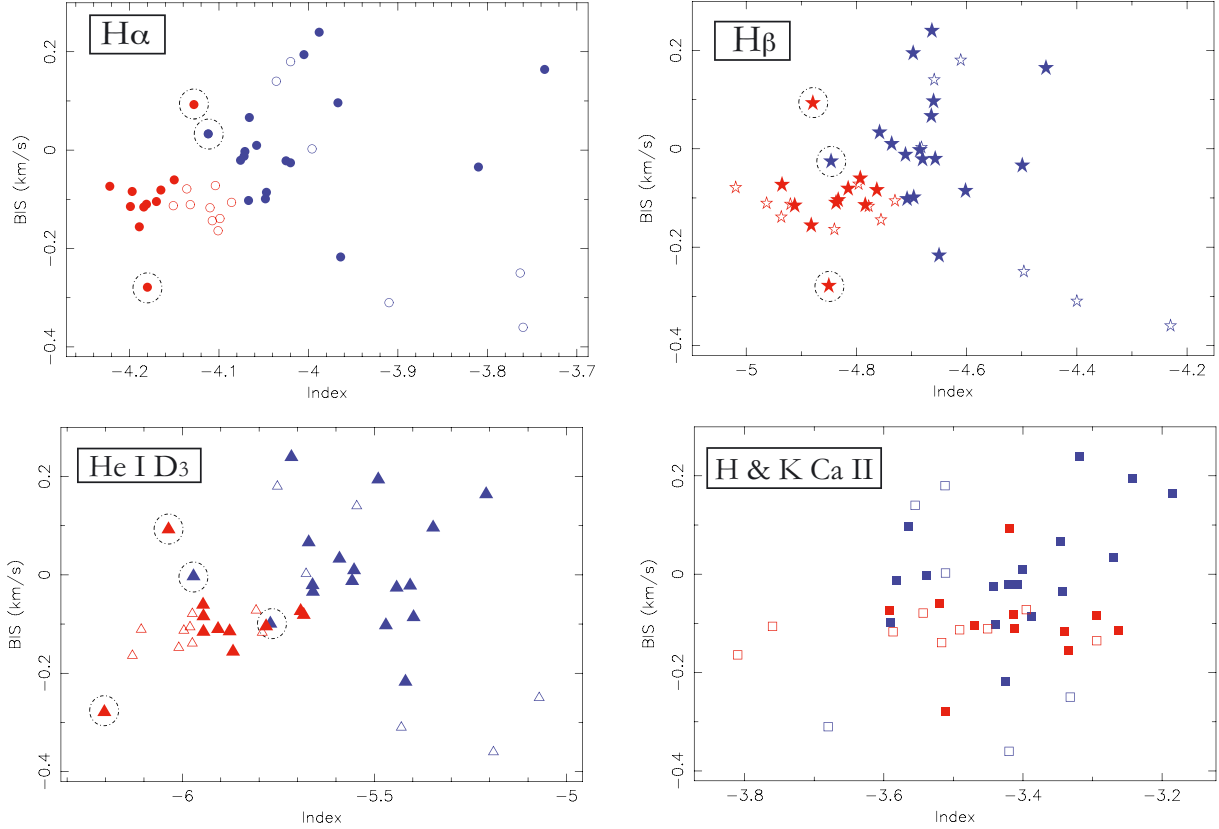 Hα
0.2
0
−0.2
−0.4
BIS (km/s)
−4.2 −4.1 −4 −3.9 −3.8 −3.7
Index
Hβ
0.2
0
−0.2
−0.4
BIS (km/s)
−5 −4.8 −4.6 −4.4 −4.2
Index
He I D3
0.2
0
−0.2
−0.4
BIS (km/s)
−6 −5.5 −5
Index
H & K Ca II
0.2
0
−0.2
−0.4
BIS (km/s)
−3.8 −3.6 −3.4 −3.2
Index